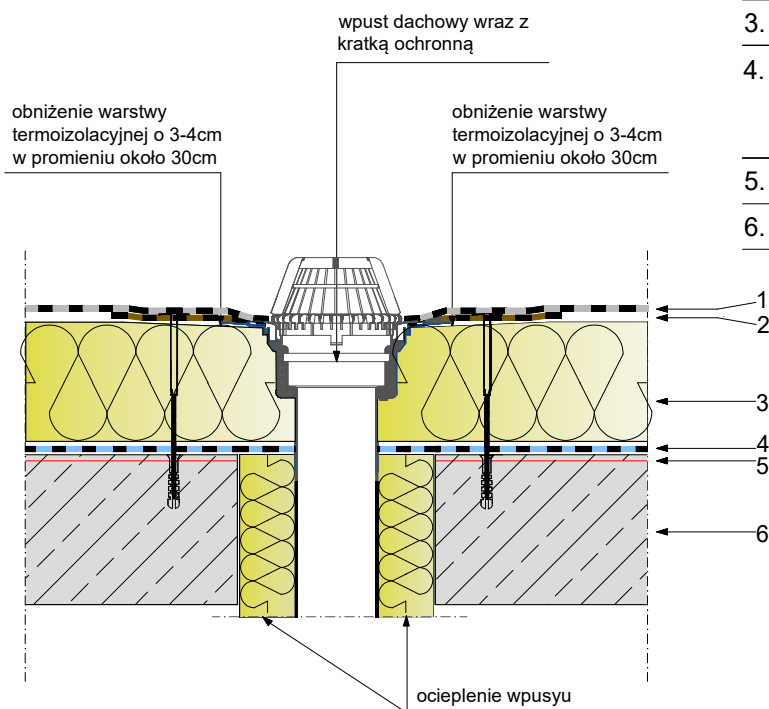 wpust dachowy wraz z
kratką ochronną
3.
4.
obniżenie warstwy
termoizolacyjnej o 3-4cm
w promieniu około 30cm
obniżenie warstwy
termoizolacyjnej o 3-4cm
w promieniu około 30cm
5.
6.
1
2
3
4
5
6
ocieplenie wpusyu